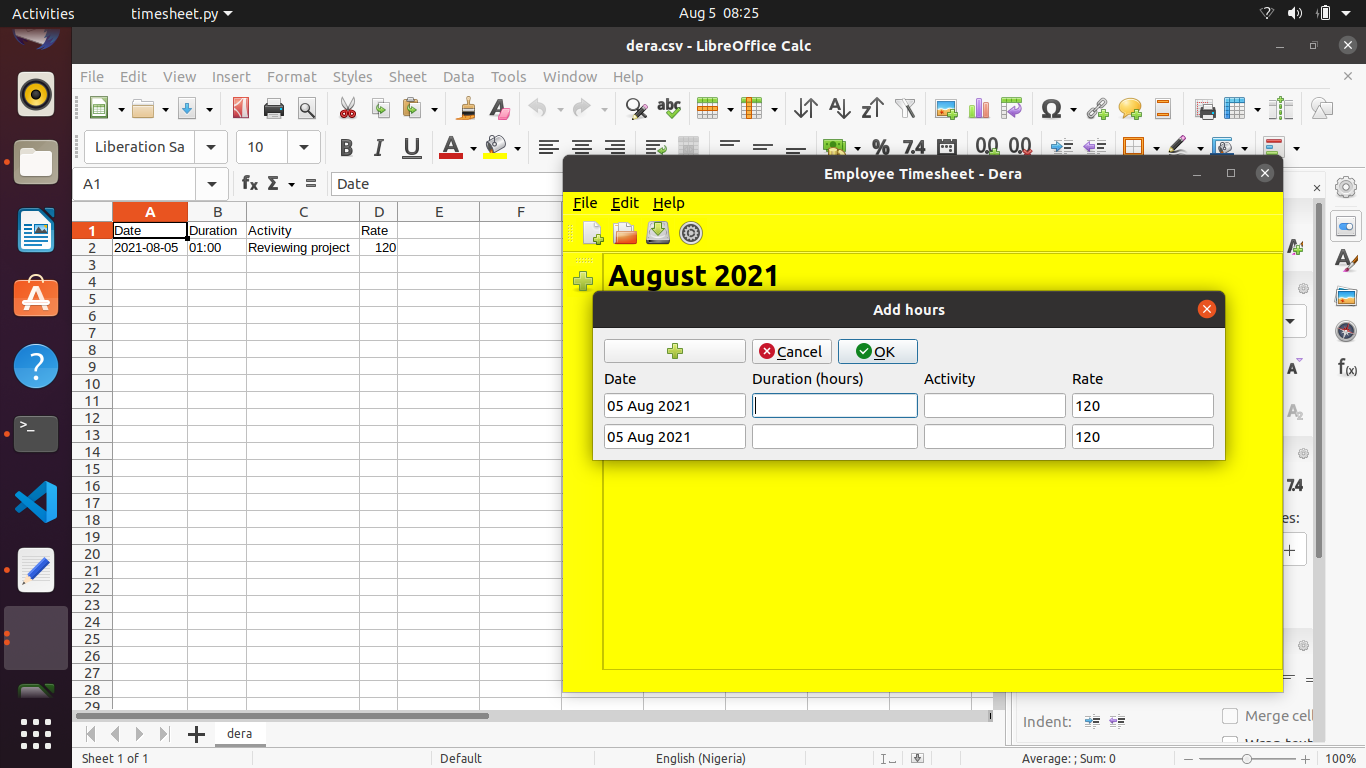 Activities timesheet.py Aug 5 08:25
dera.csv - LibreOffice Calc
File Edit View Insert Format Styles Sheet Data Tools Window Help
Liberation Sa 10
A1 Date
A B C D E F
1 Date Duration Activity Rate
2 2021-08-05 01:00 Reviewing project 120
3
4
5
6
7
8
9
10
11
12
13
14
15
16
17
18
19
20
21
22
23
24
25
26
27
28
29
Employee Timesheet - Dera
File Edit Help
August 2021
Add hours
Cancel OK
Date Duration (hours) Activity Rate
05 Aug 2021 120
05 Aug 2021 120
7.4
es:
Indent: Merge cell
dera
Sheet 1 of 1 Default English (Nigeria) Average: ; Sum: 0 100%